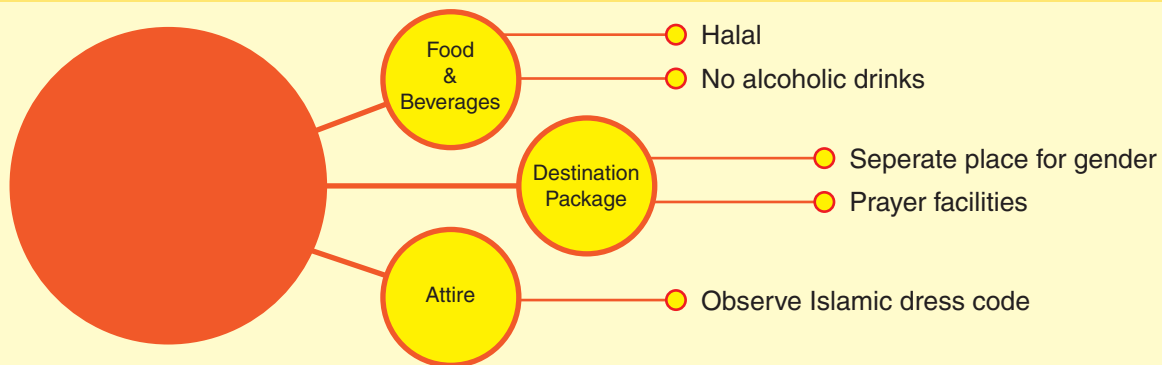 Food
&
Beverages
Halal
No alcoholic drinks
Destination
Package
Seperate place for gender
Prayer facilities
Attire
Observe Islamic dress code